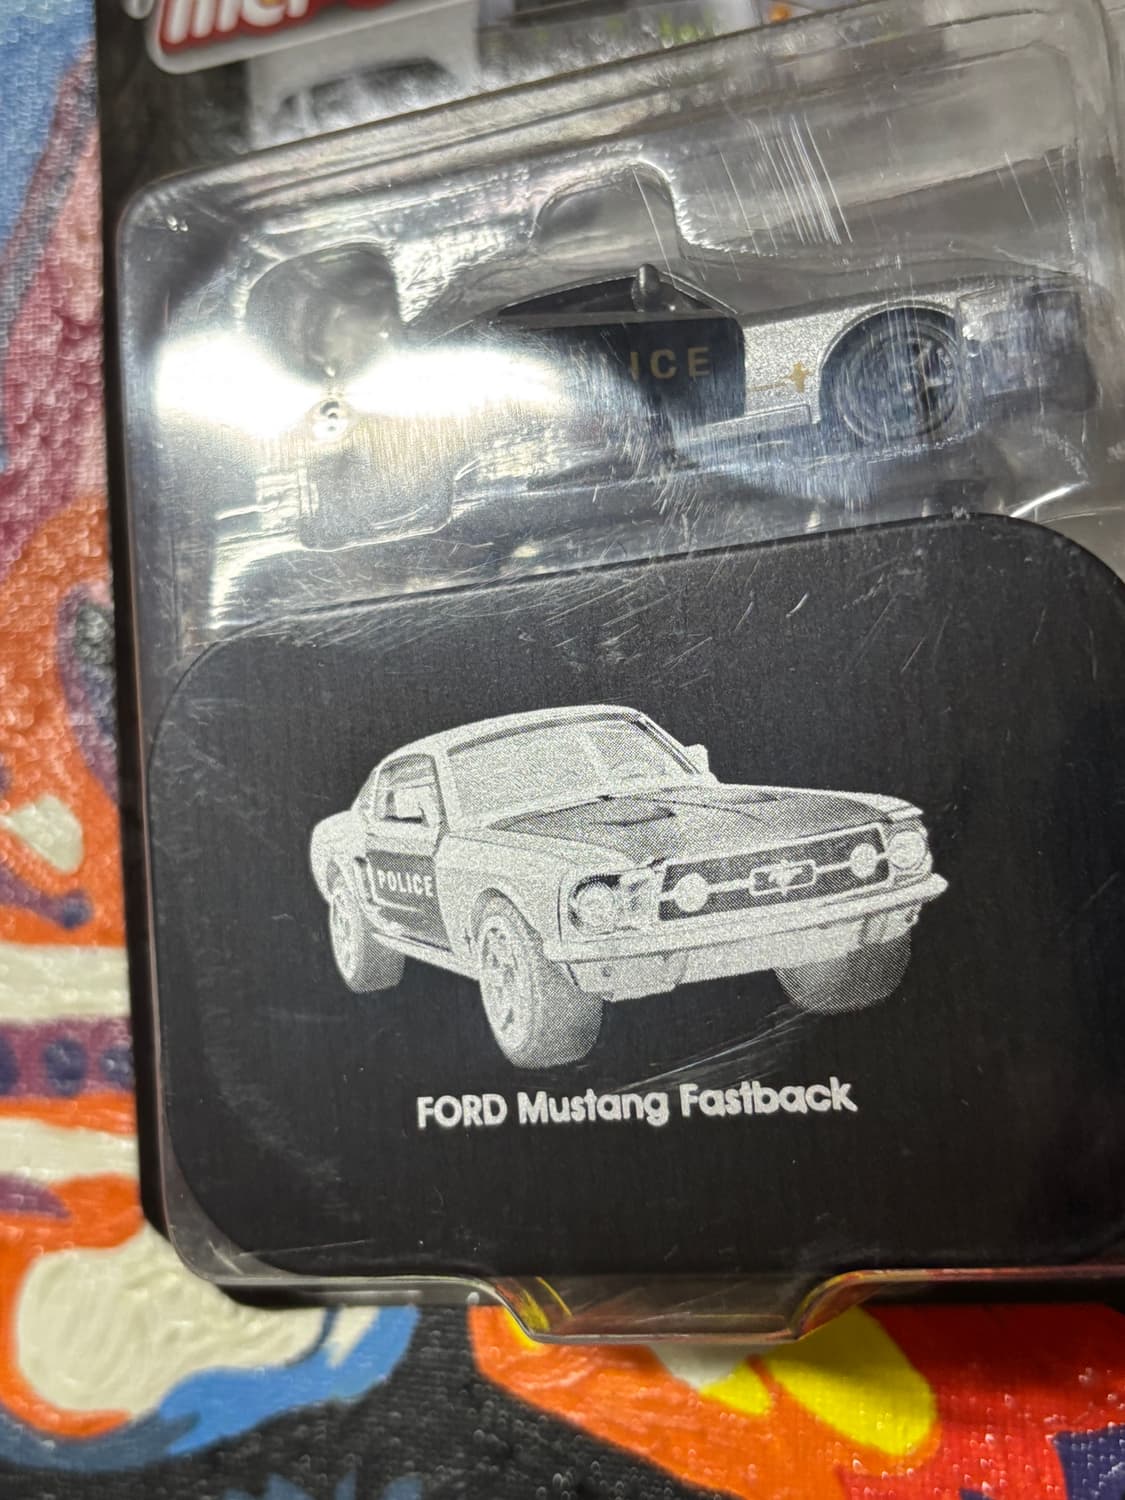 ICE
POLICE
FORD Mustang Fastback